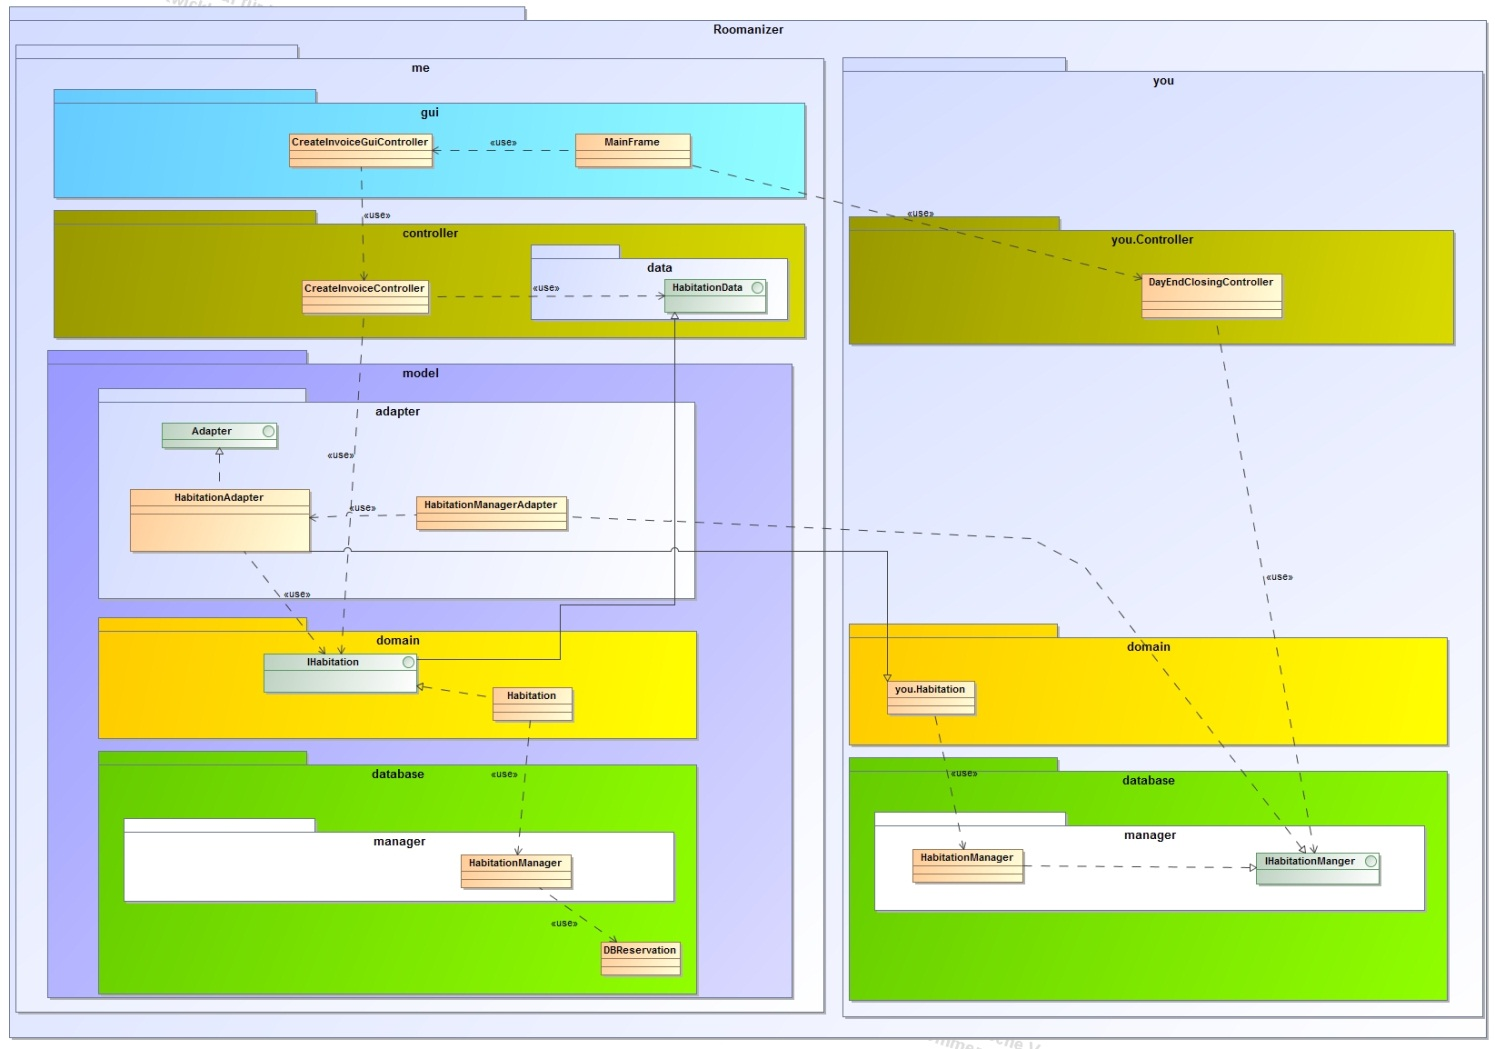 Roomanizer
me
you
gui
CreateInvoiceGuiController
«use»
MainFrame
«use»
«use»
controller
you.Controller
data
CreateInvoiceController
«use»
HabitationData
DayEndClosingController
model
adapter
Adapter
«use»
HabitationAdapter
«use»
HabitationManagerAdapter
«use»
«use»
domain
domain
IHabitation
Habitation
you.Habitation
database
«use»
«use»
database
manager
manager
HabitationManager
HabitationManager
IHabitationManger
«use»
DBReservation